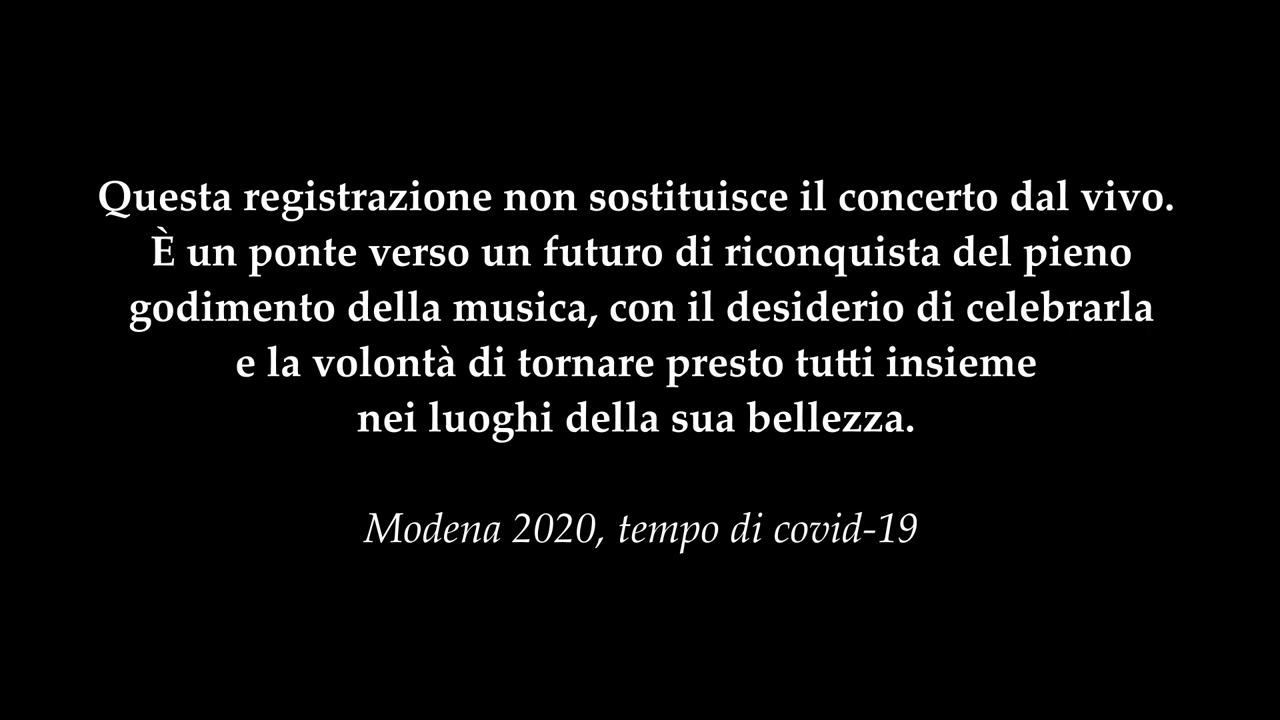 Questa registrazione non sostituisce il concerto dal vivo.
È un ponte verso un futuro di riconquista del pieno
godimento della musica, con il desiderio di celebrarla
e la volontà di tornare presto tutti insieme
nei luoghi della sua bellezza.
Modena 2020, tempo di covid-19